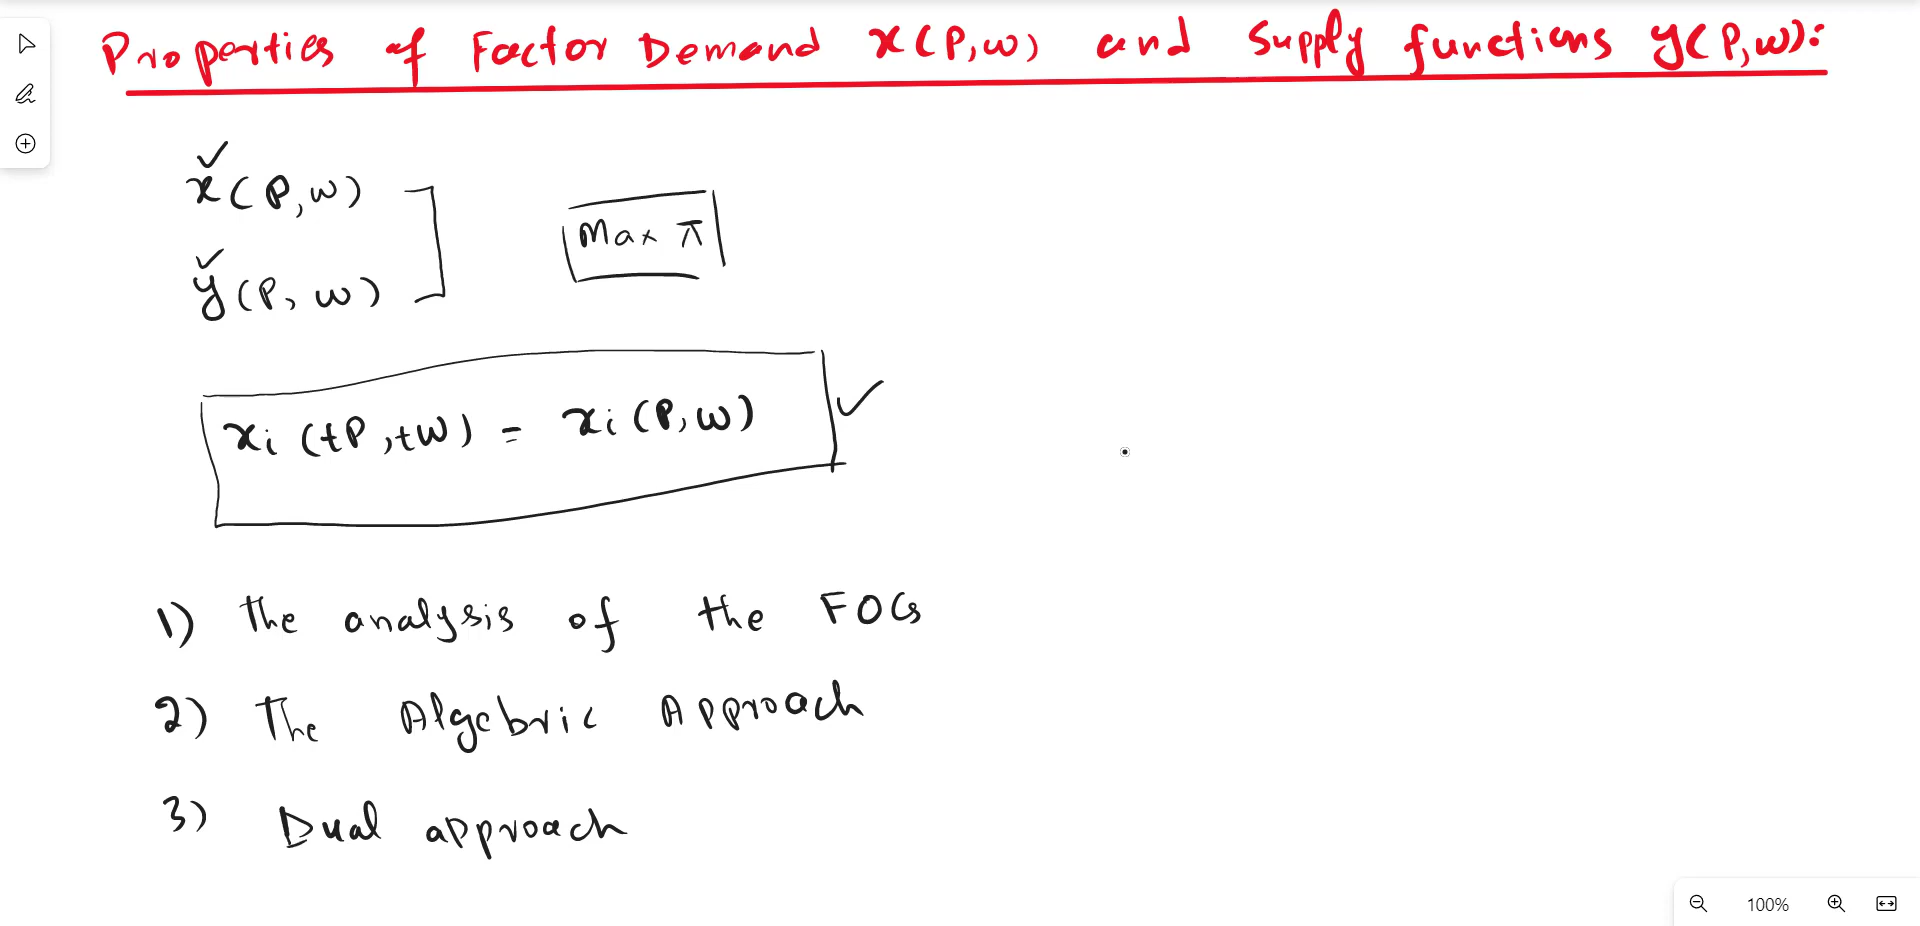 Properties of Factor Demand x(P,w) and Supply functions y(P,w):
x(P,w)
y(P,w)
Max π
xi (tP,tw) = xi (P,w)
1) The analysis of the FOCs
2) The Algebric Approach
3) Dual approach
100%